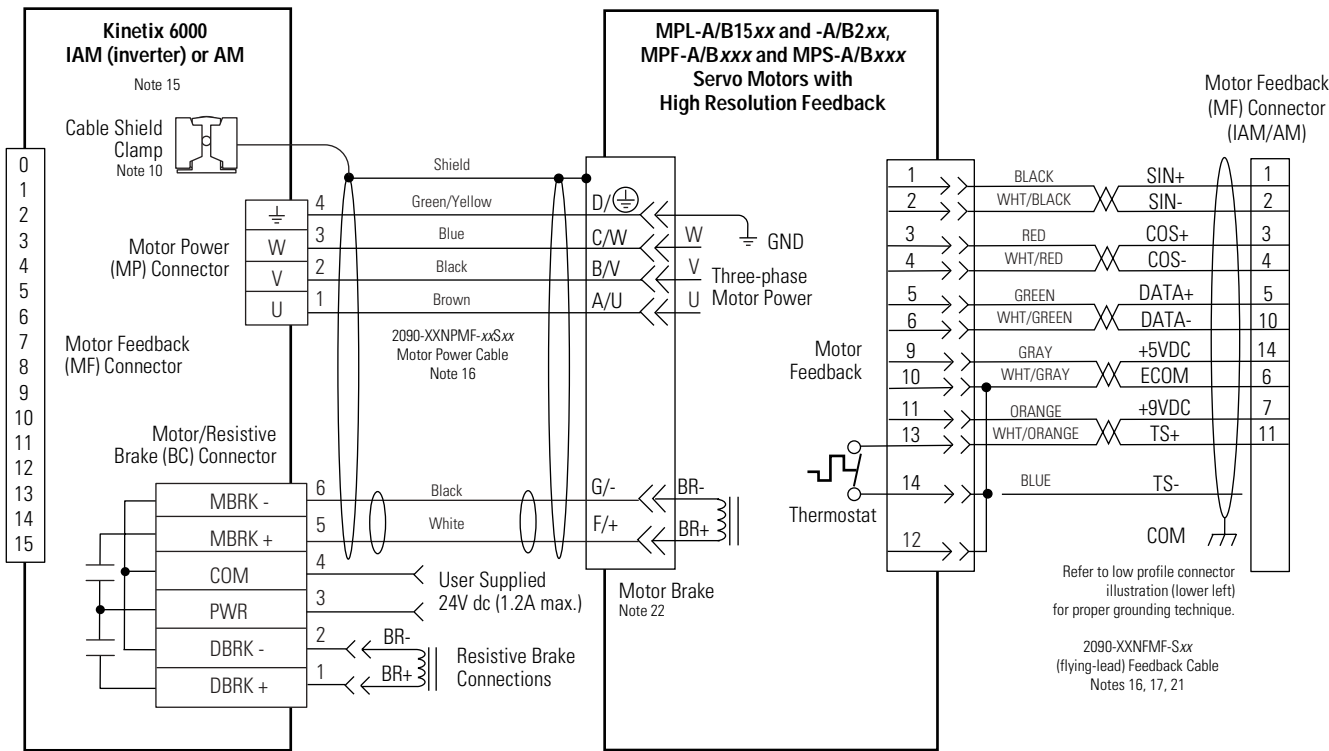 Kinetix 6000
IAM (inverter) or AM
Note 15
Cable Shield
Clamp
Note 10
0
1
2
3
4
5
6
7
8
9
10
11
12
13
14
15
Motor Power
(MP) Connector
⏚
W
V
U
4
3
2
1
Motor Feedback
(MF) Connector
Motor/Resistive
Brake (BC) Connector
MBRK -
MBRK +
COM
PWR
DBRK -
DBRK +
6
5
4
3
2
1
Shield
Green/Yellow
Blue
Black
Brown
2090-XXNPMF-xxSxx
Motor Power Cable
Note 16
Black
White
User Supplied
24V dc (1.2A max.)
BR-
BR+
Resistive Brake
Connections
MPL-A/B15xx and -A/B2xx,
MPF-A/Bxxx and MPS-A/Bxxx
Servo Motors with
High Resolution Feedback
D/
C/W
B/V
A/U
W
V
U
GND
Three-phase
Motor Power
G/-
F/+
BR-
BR+
Motor Brake
Note 22
Motor
Feedback
Thermostat
Motor Feedback
(MF) Connector
(IAM/AM)
1 BLACK SIN+ 1
2 WHT/BLACK SIN- 2
3 RED COS+ 3
4 WHT/RED COS- 4
5 GREEN DATA+ 5
6 WHT/GREEN DATA- 10
9 GRAY +5VDC 14
10 WHT/GRAY ECOM 6
11 ORANGE +9VDC 7
13 WHT/ORANGE TS+ 11
14 BLUE TS-
12 COM
Refer to low profile connector
illustration (lower left)
for proper grounding technique.
2090-XXNFMF-Sxx
(flying-lead) Feedback Cable
Notes 16, 17, 21